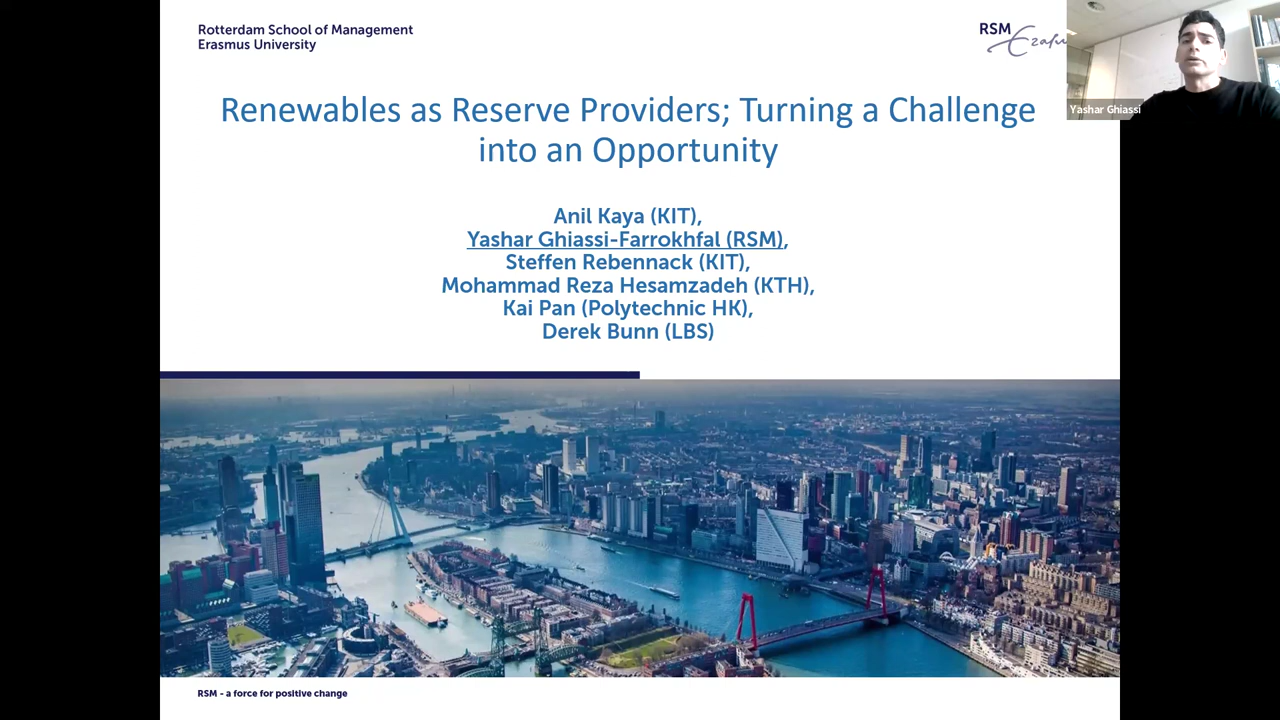 Rotterdam School of Management
Erasmus University
RSM
Yashar Ghiassi
Renewables as Reserve Providers; Turning a Challenge
into an Opportunity
Anil Kaya (KIT),
Yashar Ghiassi-Farrokhfal (RSM),
Steffen Rebennack (KIT),
Mohammad Reza Hesamzadeh (KTH),
Kai Pan (Polytechnic HK),
Derek Bunn (LBS)
RSM - a force for positive change